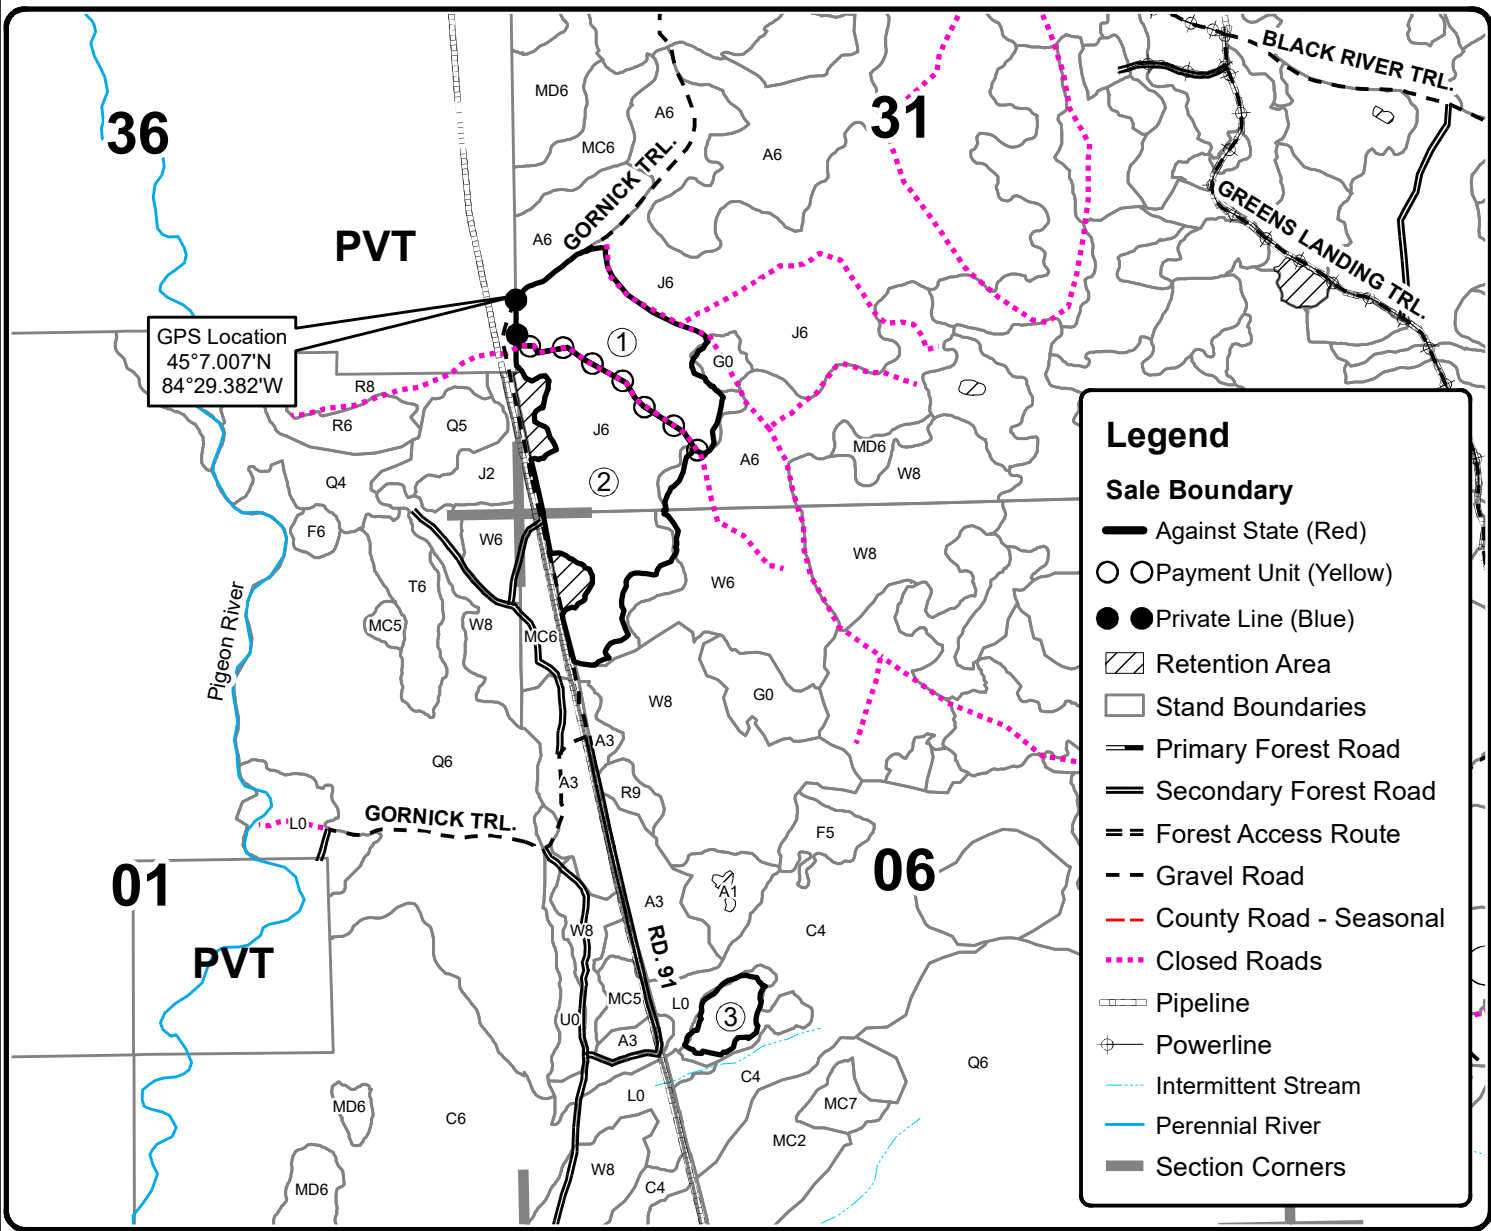 BLACK RIVER TRL.
MD6
A6
36
31
MC6
A6
GORNICK TRL.
GREENS LANDING TRL.
PVT
A6
J6
GPS Location
45°7.007'N
84°29.382'W
1
J6
G0
R8
R6
Q5
J6
MD6
A6
W8
J2
Q4
2
F6
W6
W8
T6
W6
Pigeon River
MC5
W8
MC6
W8
G0
A3
Q6
A3
R9
L0
GORNICK TRL.
F5
01
06
A1
A3
W8
C4
RD. 91
PVT
MC5
L0
3
U0
A3
Q6
C4
L0
MD6
C6
MC7
MC2
W8
MD6
C4
Legend
Sale Boundary
Against State (Red)
Payment Unit (Yellow)
Private Line (Blue)
Retention Area
Stand Boundaries
Primary Forest Road
Secondary Forest Road
Forest Access Route
Gravel Road
County Road - Seasonal
Closed Roads
Pipeline
Powerline
Intermittent Stream
Perennial River
Section Corners